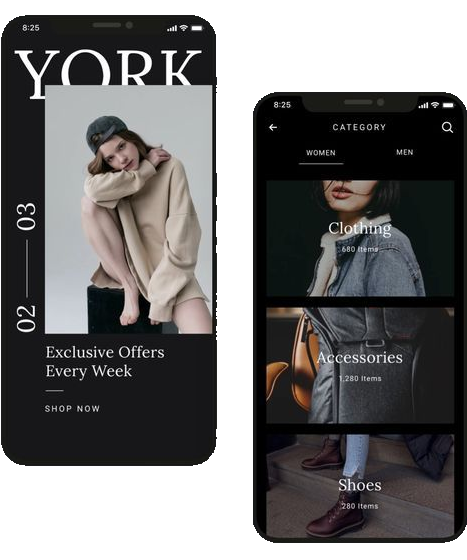 8:25
YORK
02 — 03
Exclusive Offers
Every Week
SHOP NOW
8:25
CATEGORY
WOMEN
MEN
Clothing
680 Items
Accessories
1,280 Items
Shoes
280 Items